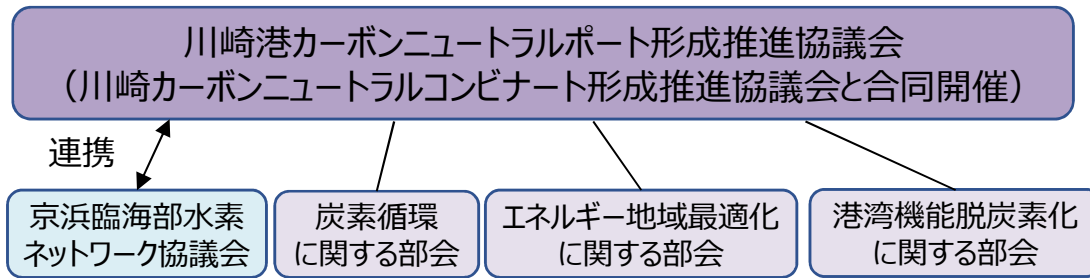 川崎港カーボンニュートラルポート形成推進協議会
（川崎カーボンニュートラルコンビナート形成推進協議会と合同開催）
連携
京浜臨海部水素
ネットワーク協議会
炭素循環
に関する部会
エネルギー地域最適化
に関する部会
港湾機能脱炭素化
に関する部会